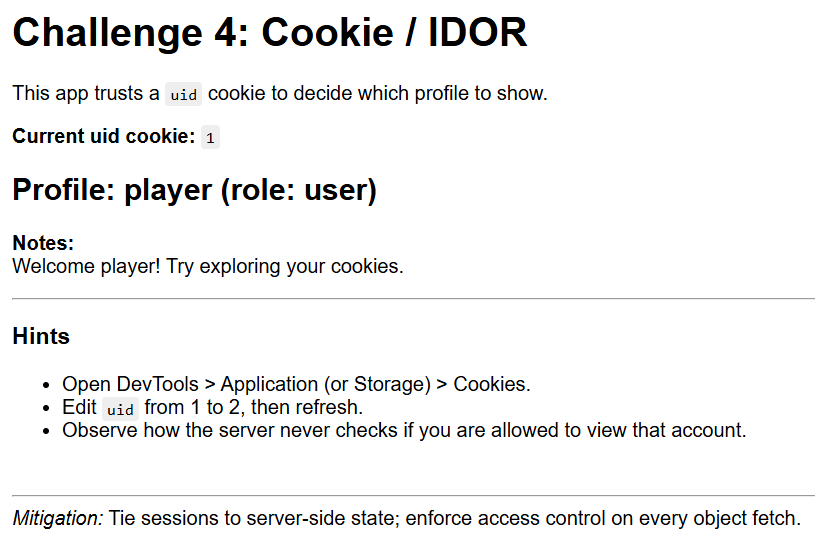 Challenge 4: Cookie / IDOR
This app trusts a uid cookie to decide which profile to show.
Current uid cookie: 1
Profile: player (role: user)
Notes:
Welcome player! Try exploring your cookies.
Hints
• Open DevTools > Application (or Storage) > Cookies.
• Edit uid from 1 to 2, then refresh.
• Observe how the server never checks if you are allowed to view that account.
Mitigation: Tie sessions to server-side state; enforce access control on every object fetch.